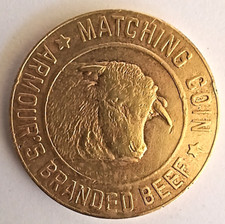 MATCHING COIN
ARMOUR'S BRANDED BEEF